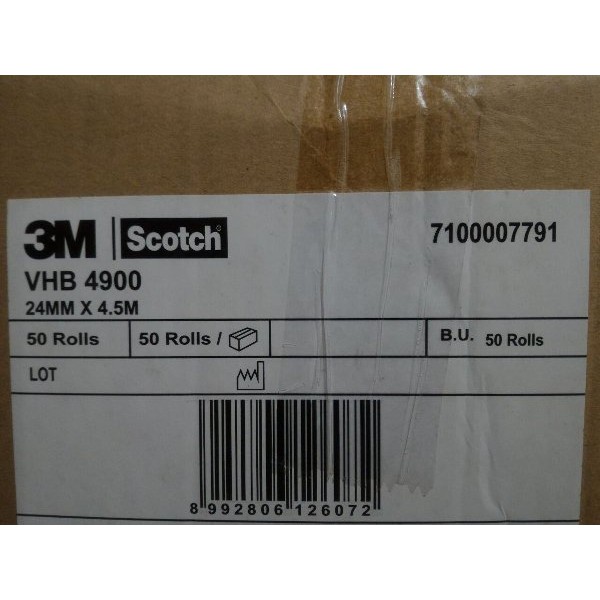 3M Scotch 7100007791
VHB 4900
24MM X 4.5M
50 Rolls 50 Rolls / B.U. 50 Rolls
LOT
8 992806 126072